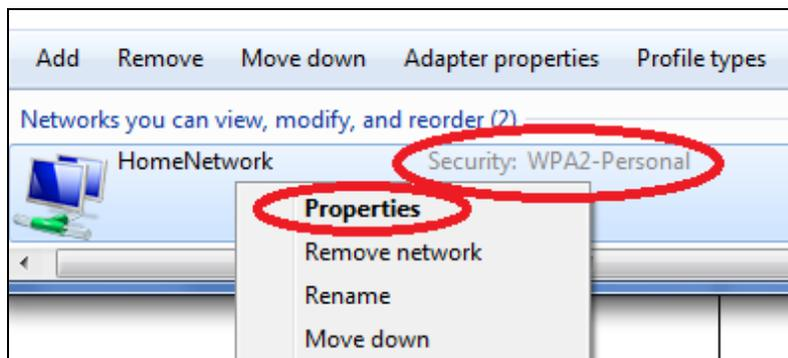 Add Remove Move down Adapter properties Profile types
Networks you can view, modify, and reorder (2)
HomeNetwork Security: WPA2-Personal
Properties
Remove network
Rename
Move down